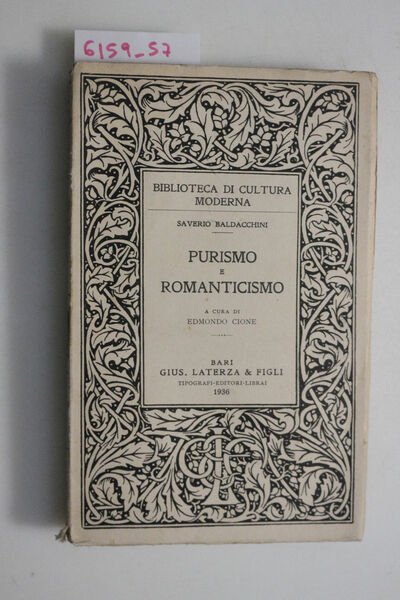 6159_57
BIBLIOTECA DI CULTURA
MODERNA
SAVERIO BALDACCHINI
PURISMO
E
ROMANTICISMO
A CURA DI
EDMONDO CIONE
BARI
GIUS. LATERZA & FIGLI
TIPOGRAFI-EDITORI-LIBRAI
1936